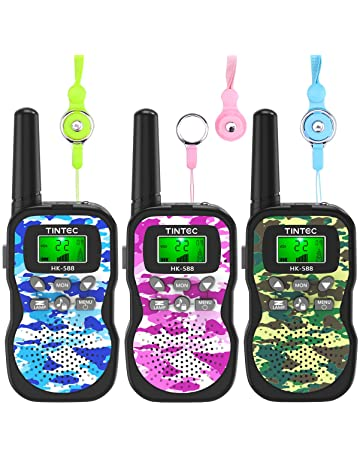 TINTEC
22
HK-588
MON
LAMP
MENU
TINTEC
22
HK-588
MON
LAMP
MENU
TINTEC
22
HK-588
MON
LAMP
MENU